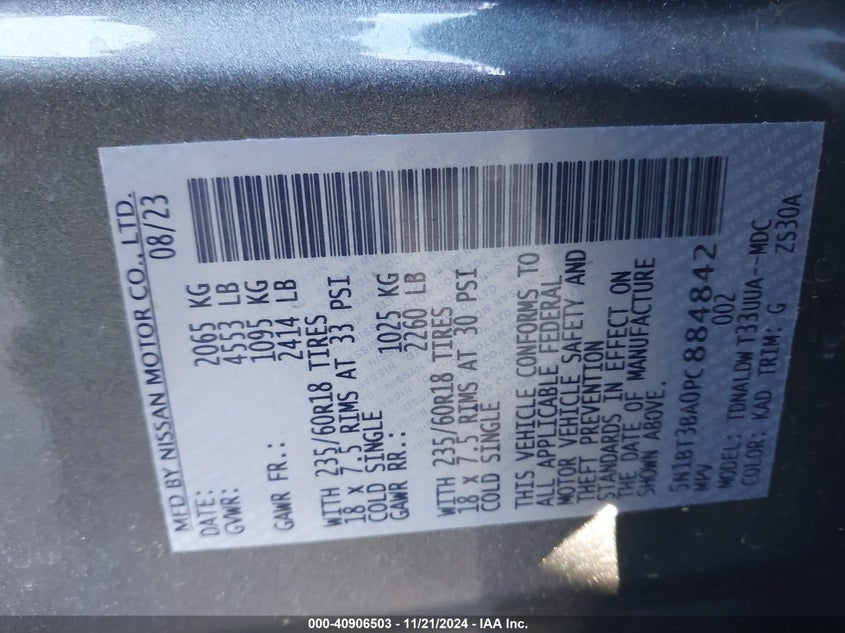 MFD BY NISSAN MOTOR CO., LTD.
DATE: 08/23
GVWR: 2065 KG
4553 LB
GAWR FR.: 1095 KG
2414 LB
WITH 235/60R18 TIRES
18 X 7.5 RIMS AT 33 PSI
COLD SINGLE
GAWR RR.: 1025 KG
2260 LB
WITH 235/60R18 TIRES
18 X 7.5 RIMS AT 30 PSI
COLD SINGLE
THIS VEHICLE CONFORMS TO
ALL APPLICABLE FEDERAL
MOTOR VEHICLE SAFETY AND
THEFT PREVENTION
STANDARDS IN EFFECT ON
THE DATE OF MANUFACTURE
SHOWN ABOVE.
5N1BT3BA0PC884842
MPV 002
MODEL: TDNALDWT33UUA--MDC
COLOR: KAD TRIM: G ZS30A
000-40906503 - 11/21/2024 - IAA Inc.